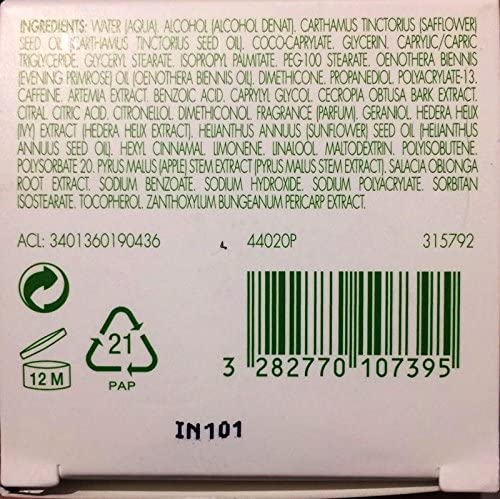 INGREDIENTS: WATER (AQUA), ALCOHOL (ALCOHOL DENAT.), CARTHAMUS TINCTORIUS (SAFFLOWER)
SEED OIL (CARTHAMUS TINCTORIUS SEED OIL). COCO-CAPRYLATE. GLYCERIN. CAPRYLIC/CAPRIC
TRIGLYCERIDE. GLYCERYL STEARATE. ISOPROPYL PALMITATE. PEG-100 STEARATE. OENOTHERA BIENNIS
(EVENING PRIMROSE) OIL (OENOTHERA BIENNIS OIL). DIMETHICONE. PROPANEDIOL. POLYACRYLATE-13.
CAFFEINE. ARTEMIA EXTRACT. BENZOIC ACID. CAPRYLYL GLYCOL. CECROPIA OBTUSA BARK EXTRACT.
CITRAL. CITRIC ACID. CITRONELLOL. DIMETHICONOL. FRAGRANCE (PARFUM). GERANIOL. HEDERA HELIX
(IVY) EXTRACT (HEDERA HELIX EXTRACT). HELIANTHUS ANNUUS (SUNFLOWER) SEED OIL (HELIANTHUS
ANNUUS SEED OIL). HEXYL CINNAMAL. LIMONENE. LINALOOL. MALTODEXTRIN. POLYISOBUTENE.
POLYSORBATE 20. PYRUS MALUS (APPLE) STEM EXTRACT (PYRUS MALUS STEM EXTRACT). SALACIA OBLONGA
ROOT EXTRACT. SODIUM BENZOATE. SODIUM HYDROXIDE. SODIUM POLYACRYLATE. SORBITAN
ISOSTEARATE. TOCOPHEROL. ZANTHOXYLUM BUNGEANUM PERICARP EXTRACT.
ACL: 3401360190436 44020P 315792
21
PAP
12 M
3 282770 107395
IN101